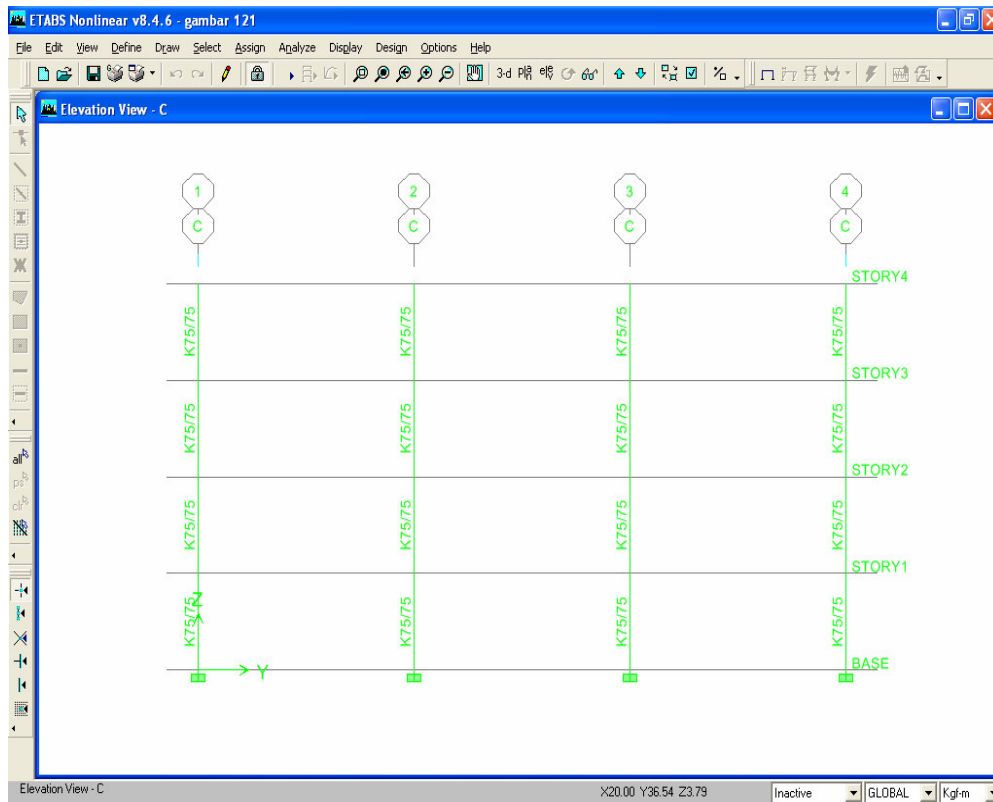 ETABS Nonlinear v8.4.6 - gambar 121
File Edit View Define Draw Select Assign Analyze Display Design Options Help
3-d
Elevation View - C
1 2 3 4
C C C C
STORY4
K75/75 K75/75 K75/75 K75/75
STORY3
K75/75 K75/75 K75/75 K75/75
STORY2
K75/75 K75/75 K75/75 K75/75
STORY1
K75/75 K75/75 K75/75 K75/75
Z
BASE
Y
all
ps
clr
Elevation View - C
X20.00 Y36.54 Z3.79
Inactive
GLOBAL
Kgf-m